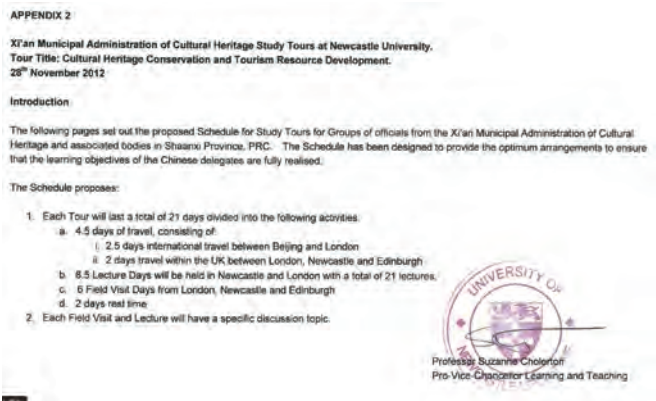 APPENDIX 2
Xi'an Municipal Administration of Cultural Heritage Study Tours at Newcastle University.
Tour Title: Cultural Heritage Conservation and Tourism Resource Development.
28th November 2012
Introduction
The following pages set out the proposed Schedule for Study Tours for Groups of officials from the Xi'an Municipal Administration of Cultural
Heritage and associated bodies in Shaanxi Province, PRC. The Schedule has been designed to provide the optimum arrangements to ensure
that the learning objectives of the Chinese delegates are fully realised.
The Schedule proposes:
1. Each Tour will last a total of 21 days divided into the following activities.
a. 4.5 days of travel, consisting of:
i. 2.5 days international travel between Beijing and London
ii. 2 days travel within the UK between London, Newcastle and Edinburgh
b. 8.5 Lecture Days will be held in Newcastle and London with a total of 21 lectures.
c. 6 Field Visit Days from London, Newcastle and Edinburgh
d. 2 days rest time
2. Each Field Visit and Lecture will have a specific discussion topic.
UNIVERSITY OF
Professor Suzanne Cholerton
Pro-Vice-Chancellor Learning and Teaching